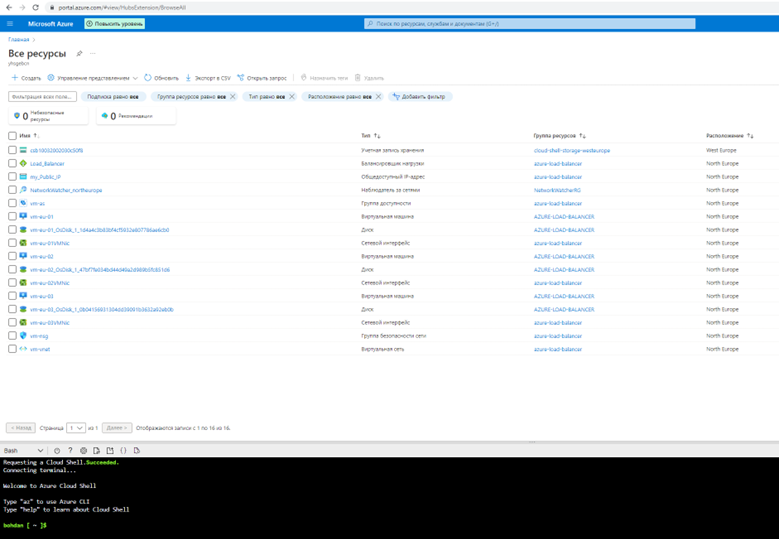 portal.azure.com/#view/HubsExtension/BrowseAll
Microsoft Azure Повысить уровень Поиск по ресурсам, службам и документам (G+/)
Главная >
Все ресурсы
+ Создать Управление представлением Обновить Экспорт в CSV Открыть запрос Назначить теги Удалить
Фильтрация всех поле... Подписка равно все Группа ресурсов равно все Тип равно все Расположение равно все Добавить фильтр
0 Небезопасные ресурсы 0 Рекомендации
Имя ↑↓ Тип ↑↓ Группа ресурсов ↑↓ Расположение ↑↓
Учетная запись хранения cloud-shell-storage-westeurope West Europe
Load_Balancer Балансировщик нагрузки azure-load-balancer North Europe
my_Public_IP Общедоступный IP-адрес azure-load-balancer North Europe
NetworkWatcher_northeurope Наблюдатель за сетями NetworkWatcherRG North Europe
vm-as Группа доступности azure-load-balancer North Europe
vm-eu-01 Виртуальная машина AZURE-LOAD-BALANCER North Europe
Диск AZURE-LOAD-BALANCER North Europe
vm-eu-01VMNic Сетевой интерфейс azure-load-balancer North Europe
vm-eu-02 Виртуальная машина AZURE-LOAD-BALANCER North Europe
Диск AZURE-LOAD-BALANCER North Europe
vm-eu-02VMNic Сетевой интерфейс azure-load-balancer North Europe
vm-eu-03 Виртуальная машина AZURE-LOAD-BALANCER North Europe
Диск AZURE-LOAD-BALANCER North Europe
vm-eu-03VMNic Сетевой интерфейс azure-load-balancer North Europe
vm-nsg Группа безопасности сети azure-load-balancer North Europe
vm-vnet Виртуальная сеть azure-load-balancer North Europe
< Назад Страница 1 из 1 Далее > Отображаются записи с 1 по 16 из 16.
Bash
Requesting a Cloud Shell.Succeeded.
Connecting terminal...
Welcome to Azure Cloud Shell
Type "az" to use Azure CLI
Type "help" to learn about Cloud Shell
bohdan [ ~ ]$